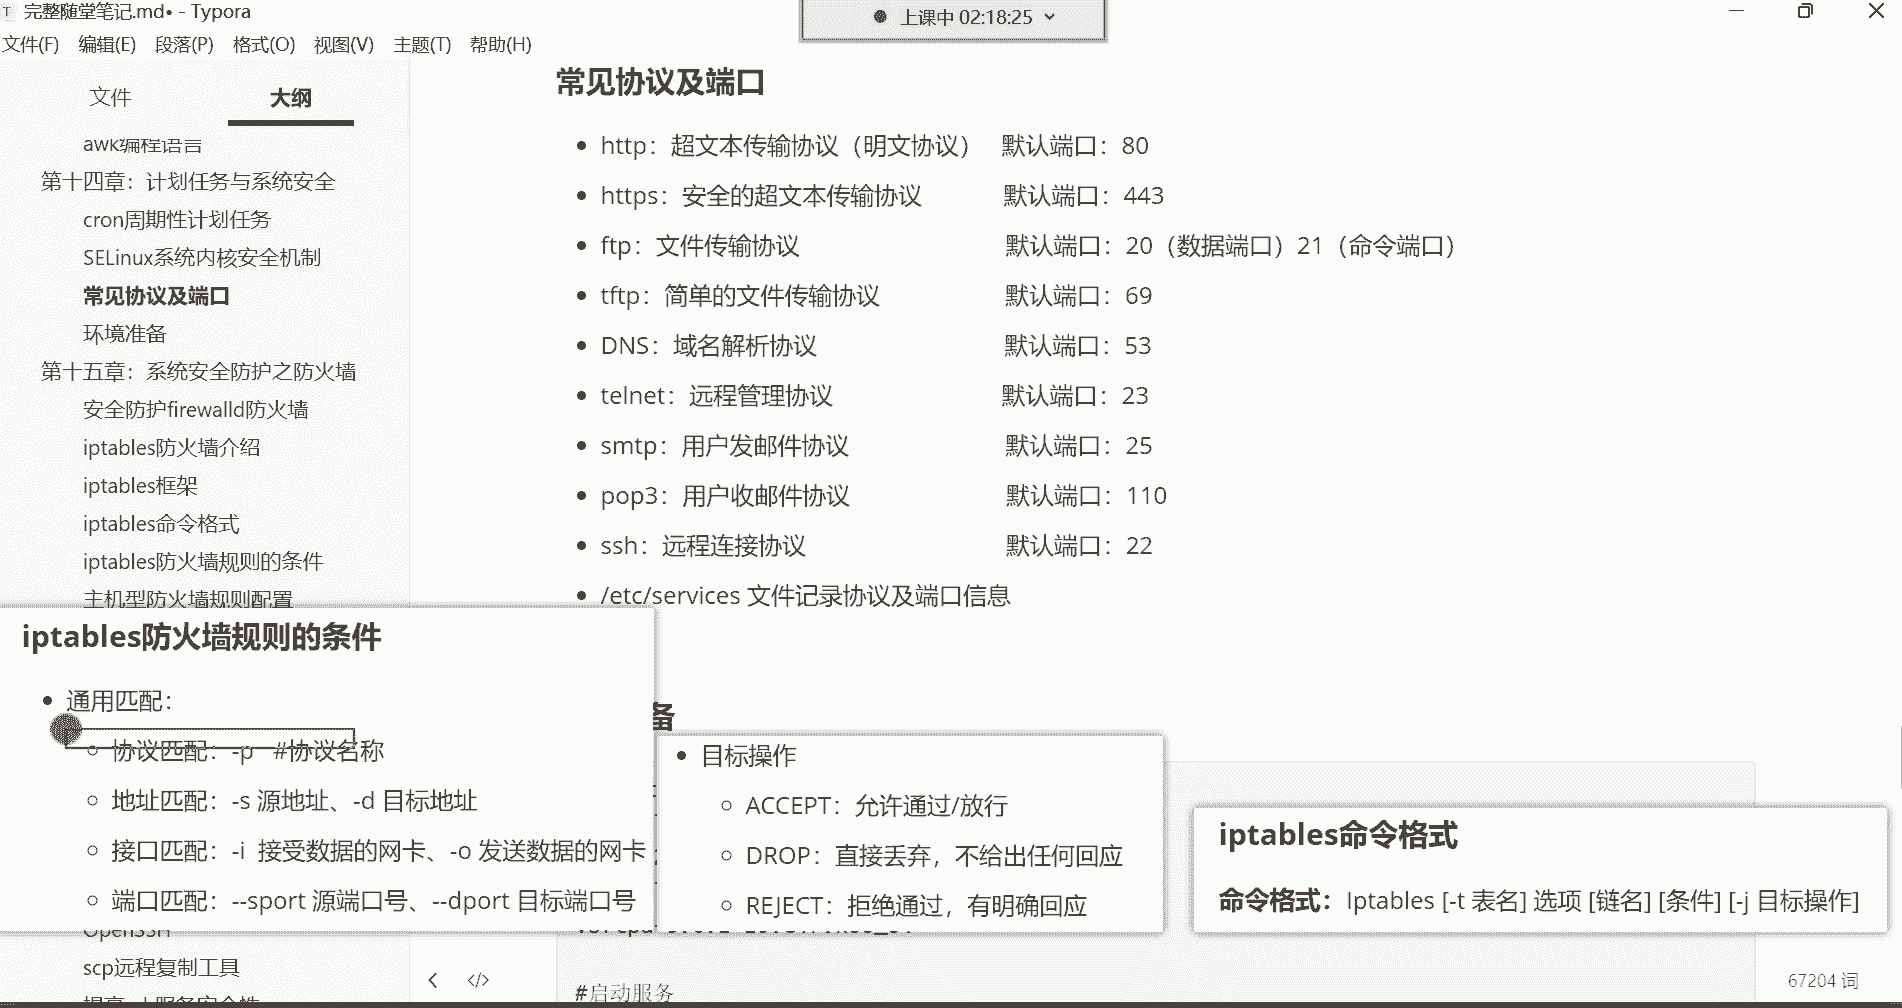 完整随堂笔记.md• - Typora
上课中 02:18:25
文件(F) 编辑(E) 段落(P) 格式(O) 视图(V) 主题(T) 帮助(H)
文件 大纲
awk编程语言
第十四章：计划任务与系统安全
cron周期性计划任务
SELinux系统内核安全机制
常见协议及端口
环境准备
第十五章：系统安全防护之防火墙
安全防护firewalld防火墙
iptables防火墙介绍
iptables框架
iptables命令格式
iptables防火墙规则的条件
主机型防火墙规则配置
常见协议及端口
http：超文本传输协议（明文协议） 默认端口：80
https：安全的超文本传输协议 默认端口：443
ftp：文件传输协议 默认端口：20（数据端口）21（命令端口）
tftp：简单的文件传输协议 默认端口：69
DNS：域名解析协议 默认端口：53
telnet：远程管理协议 默认端口：23
smtp：用户发邮件协议 默认端口：25
pop3：用户收邮件协议 默认端口：110
ssh：远程连接协议 默认端口：22
/etc/services 文件记录协议及端口信息
备
iptables防火墙规则的条件
通用匹配：
协议匹配：-p #协议名称
地址匹配：-s 源地址、-d 目标地址
接口匹配：-i 接受数据的网卡、-o 发送数据的网卡
端口匹配：--sport 源端口号、--dport 目标端口号
目标操作
ACCEPT：允许通过/放行
DROP：直接丢弃，不给出任何回应
REJECT：拒绝通过，有明确回应
iptables命令格式
命令格式：Iptables [-t 表名] 选项 [链名] [条件] [-j 目标操作]
OpenSSH
scp远程复制工具
#启动服务
67204 词